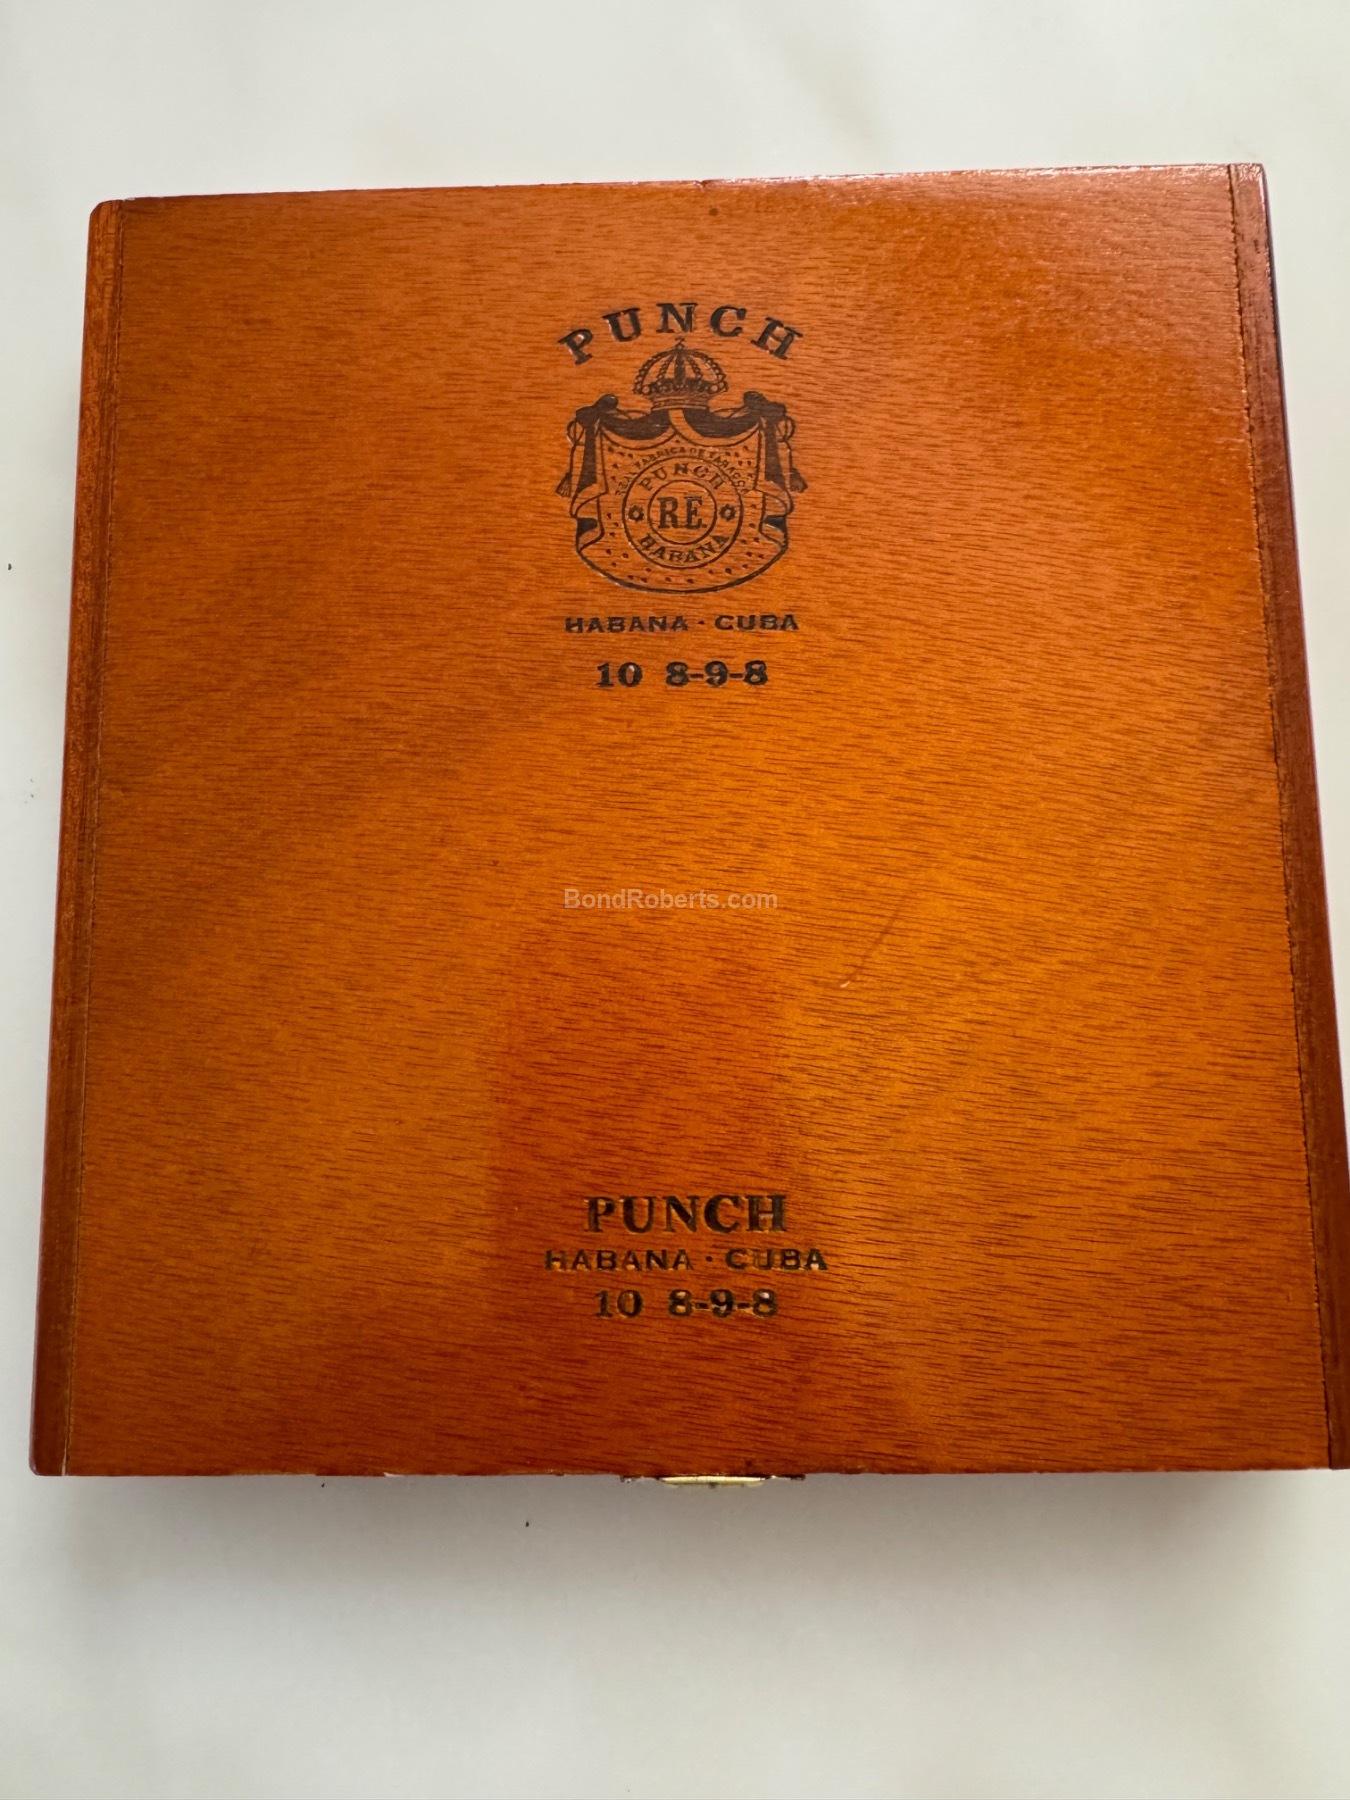 PUNCH
REAL FABRICA DE TABACOS
PUNCH
RE
HABANA
HABANA · CUBA
10 8-9-8
BondRoberts.com
PUNCH
HABANA · CUBA
10 8-9-8